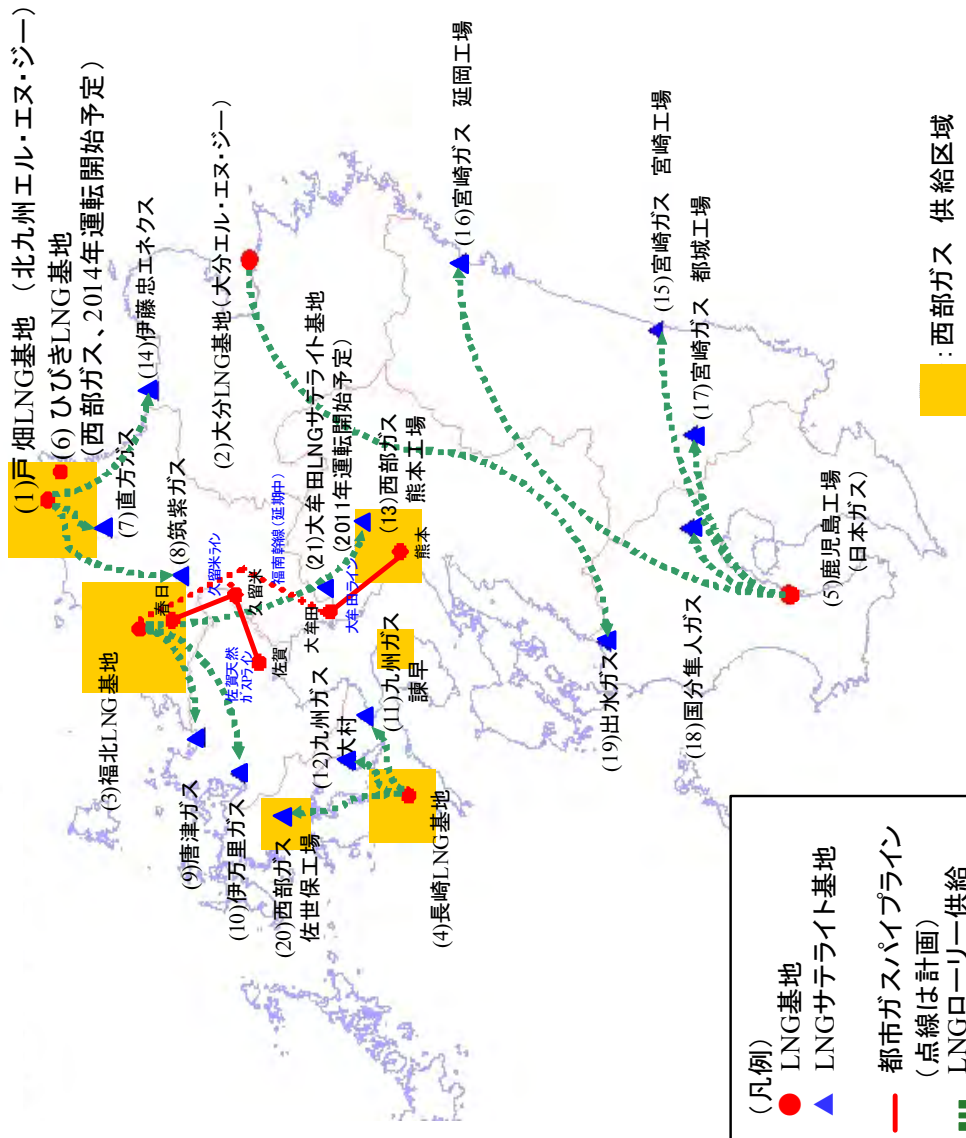 (1)戸畑LNG基地 （北九州エル・エヌ・ジー）
(6) ひびきLNG基地
(西部ガス、2014年運転開始予定)
(7)直方ガス
(14)伊藤忠エネクス
(8)筑紫ガス
(2)大分LNG基地(大分エル・エヌ・ジー)
(3)福北LNG基地
春日
久留米ライン
久留米
福南幹線(延期中)
佐賀天然
ガスライン
佐賀
(21)大牟田LNGサテライト基地
(2011年運転開始予定)
大牟田
大牟田ライン
(13)西部ガス
熊本工場
熊本
(9)唐津ガス
(10)伊万里ガス
(20)西部ガス
佐世保工場
(12)九州ガス
大村
(11)九州ガス
諫早
(4)長崎LNG基地
(16)宮崎ガス 延岡工場
(15)宮崎ガス 宮崎工場
(17)宮崎ガス 都城工場
(19)出水ガス
(18)国分隼人ガス
(5)鹿児島工場
(日本ガス)
：西部ガス 供給区域
(凡例)
LNG基地
LNGサテライト基地
都市ガスパイプライン
(点線は計画)
LNGローリー供給